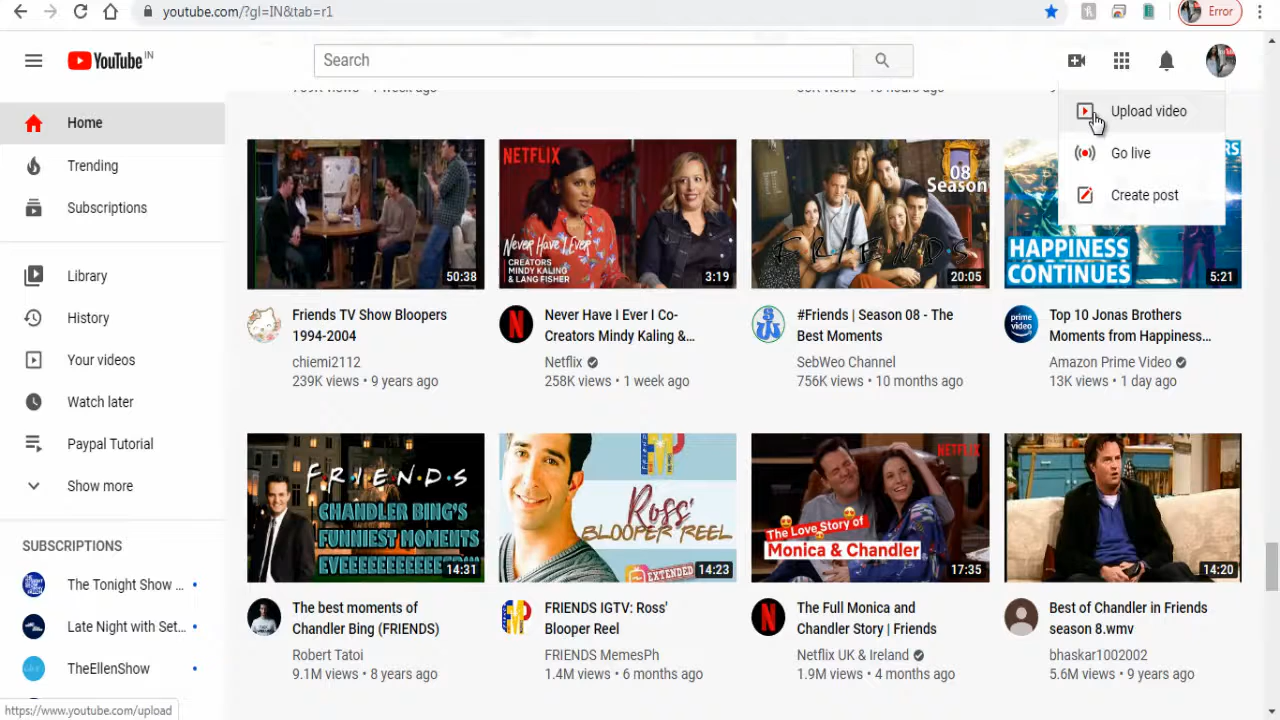 youtube.com/?gl=IN&tab=r1
Error
YouTube IN
Search
Home
Trending
Subscriptions
Library
History
Your videos
Watch later
Paypal Tutorial
Show more
SUBSCRIPTIONS
The Tonight Show ...
Late Night with Set...
TheEllenShow
https://www.youtube.com/upload
Upload video
Go live
Create post
1 week ago
50:38
Friends TV Show Bloopers
1994-2004
chiemi2112
239K views • 9 years ago
NETFLIX
Never Have I Ever
CREATORS
MINDY KALING
& LANG FISHER
3:19
Never Have I Ever I Co-
Creators Mindy Kaling &...
Netflix
258K views • 1 week ago
08
Season
FRIENDS
20:05
#Friends | Season 08 - The
Best Moments
SebWeo Channel
756K views • 10 months ago
HAPPINESS
CONTINUES
5:21
prime video
Top 10 Jonas Brothers
Moments from Happiness...
Amazon Prime Video
13K views • 1 day ago
F·R·I·E·N·D·S
CHANDLER BING'S
FUNNIEST MOMENTS
14:31
The best moments of
Chandler Bing (FRIENDS)
Robert Tatoi
9.1M views • 8 years ago
Ross'
BLOOPER REEL
EXTENDED
14:23
FRIENDS IGTV: Ross'
Blooper Reel
FRIENDS MemesPh
1.4M views • 6 months ago
NETFLIX
The Love Story of
Monica & Chandler
17:35
The Full Monica and
Chandler Story | Friends
Netflix UK & Ireland
1.9M views • 4 months ago
14:20
Best of Chandler in Friends
season 8.wmv
bhaskar1002002
5.6M views • 9 years ago